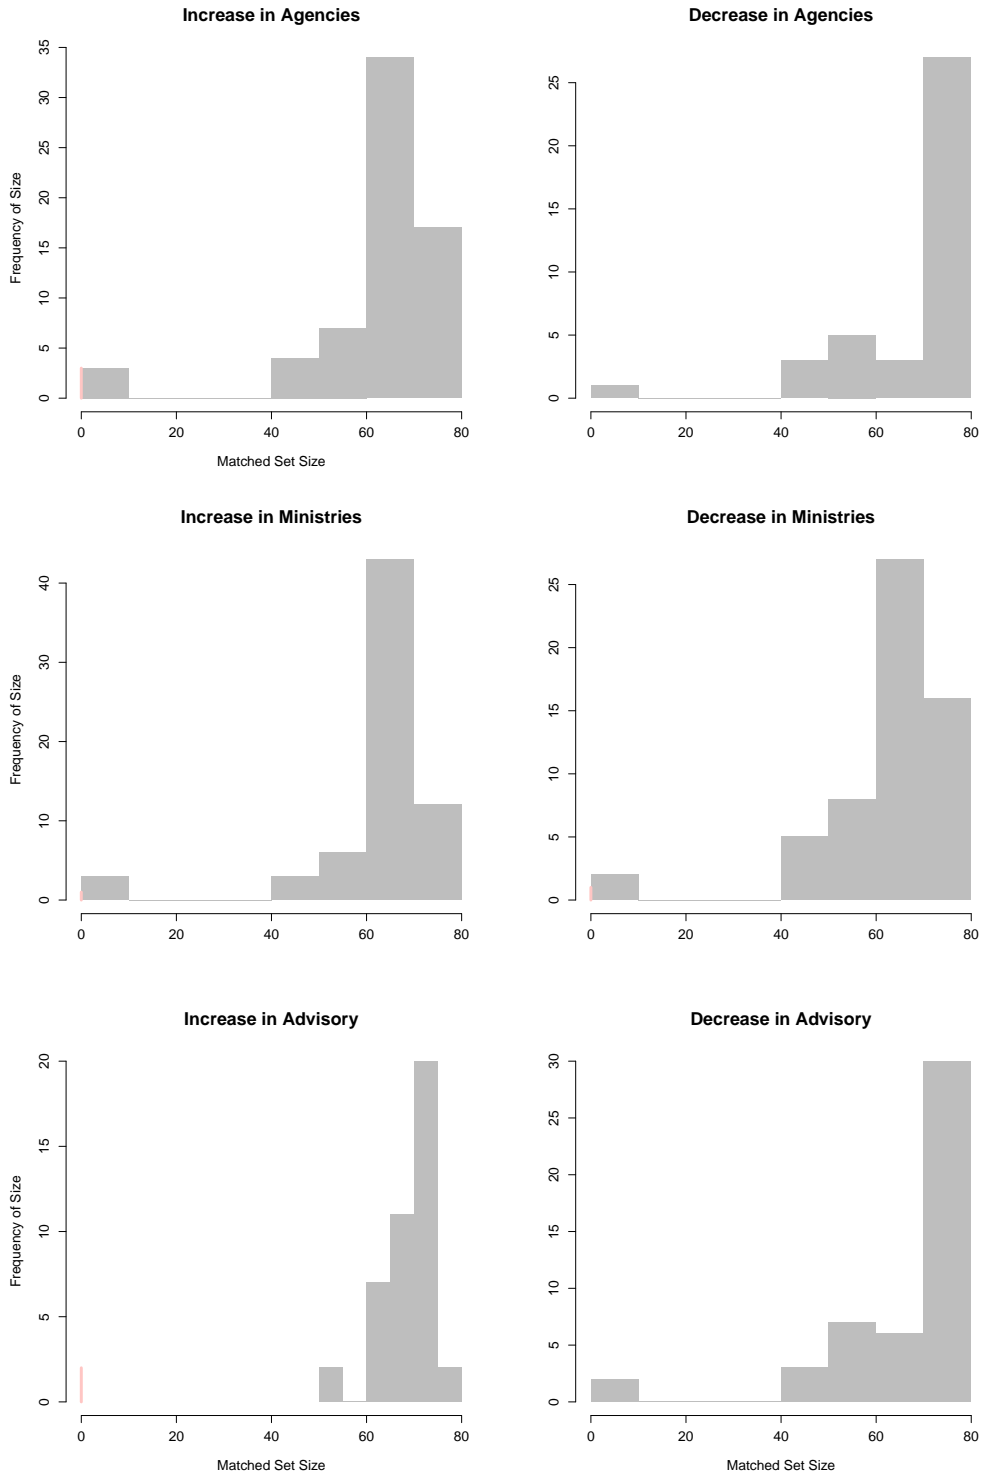 Increase in Agencies
Frequency of Size
35
30
25
20
15
10
5
0
0 20 40 60 80
Matched Set Size
Decrease in Agencies
25
20
15
10
5
0
0 20 40 60 80
Increase in Ministries
Frequency of Size
40
30
20
10
0
0 20 40 60 80
Decrease in Ministries
25
20
15
10
5
0
0 20 40 60 80
Increase in Advisory
Frequency of Size
20
15
10
5
0
0 20 40 60 80
Matched Set Size
Decrease in Advisory
30
25
20
15
10
5
0
0 20 40 60 80
Matched Set Size